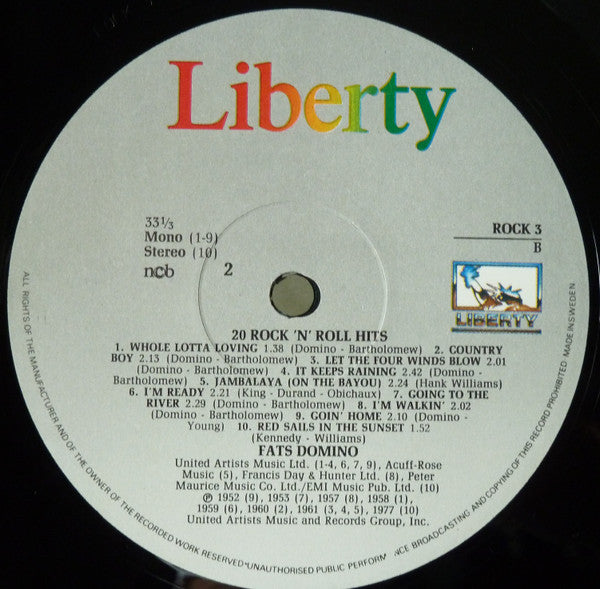 Liberty
33⅓
Mono (1-9)
Stereo (10)
ncb
2
ROCK 3
B
LIBERTY
20 ROCK 'N' ROLL HITS
1. WHOLE LOTTA LOVING 1.38 (Domino - Bartholomew) 2. COUNTRY
BOY 2.13 (Domino - Bartholomew) 3. LET THE FOUR WINDS BLOW 2.01
(Domino - Bartholomew) 4. IT KEEPS RAINING 2.42 (Domino -
Bartholomew) 5. JAMBALAYA (ON THE BAYOU) 2.24 (Hank Williams)
6. I'M READY 2.21 (King - Durand - Obichaux) 7. GOING TO THE
RIVER 2.29 (Domino - Bartholomew) 8. I'M WALKIN' 2.02
(Domino - Bartholomew) 9. GOIN' HOME 2.10 (Domino -
Young) 10. RED SAILS IN THE SUNSET 1.52
(Kennedy - Williams)
FATS DOMINO
United Artists Music Ltd. (1-4, 6, 7, 9), Acuff-Rose
Music (5), Francis Day & Hunter Ltd. (8), Peter
Maurice Music Co. Ltd./EMI Music Pub. Ltd. (10)
℗ 1952 (9), 1953 (7), 1957 (8), 1958 (1),
1959 (6), 1960 (2), 1961 (3, 4, 5), 1977 (10)
United Artists Music and Records Group, Inc.
ALL RIGHTS OF THE MANUFACTURER AND OF THE OWNER OF THE RECORDED WORK RESERVED • UNAUTHORISED PUBLIC PERFORM NCE BROADCASTING AND COPYING OF THIS RECORD PROHIBITED MADE IN SWEDEN